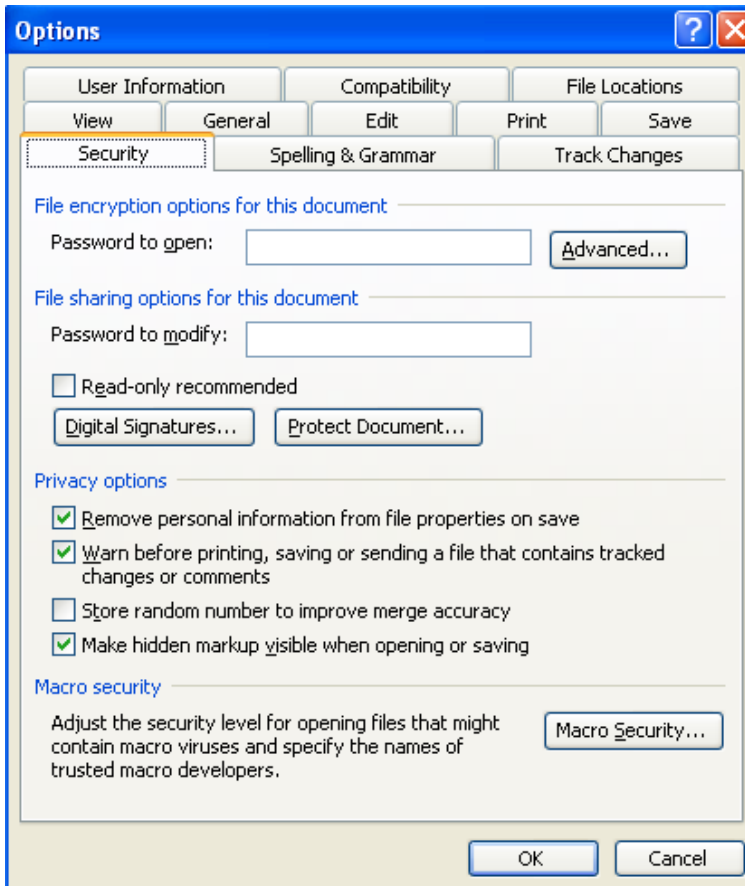 Options
User Information Compatibility File Locations
View General Edit Print Save
Security Spelling & Grammar Track Changes
File encryption options for this document
Password to open: Advanced...
File sharing options for this document
Password to modify:
Read-only recommended
Digital Signatures... Protect Document...
Privacy options
Remove personal information from file properties on save
Warn before printing, saving or sending a file that contains tracked
changes or comments
Store random number to improve merge accuracy
Make hidden markup visible when opening or saving
Macro security
Adjust the security level for opening files that might
contain macro viruses and specify the names of
trusted macro developers.
Macro Security...
OK Cancel